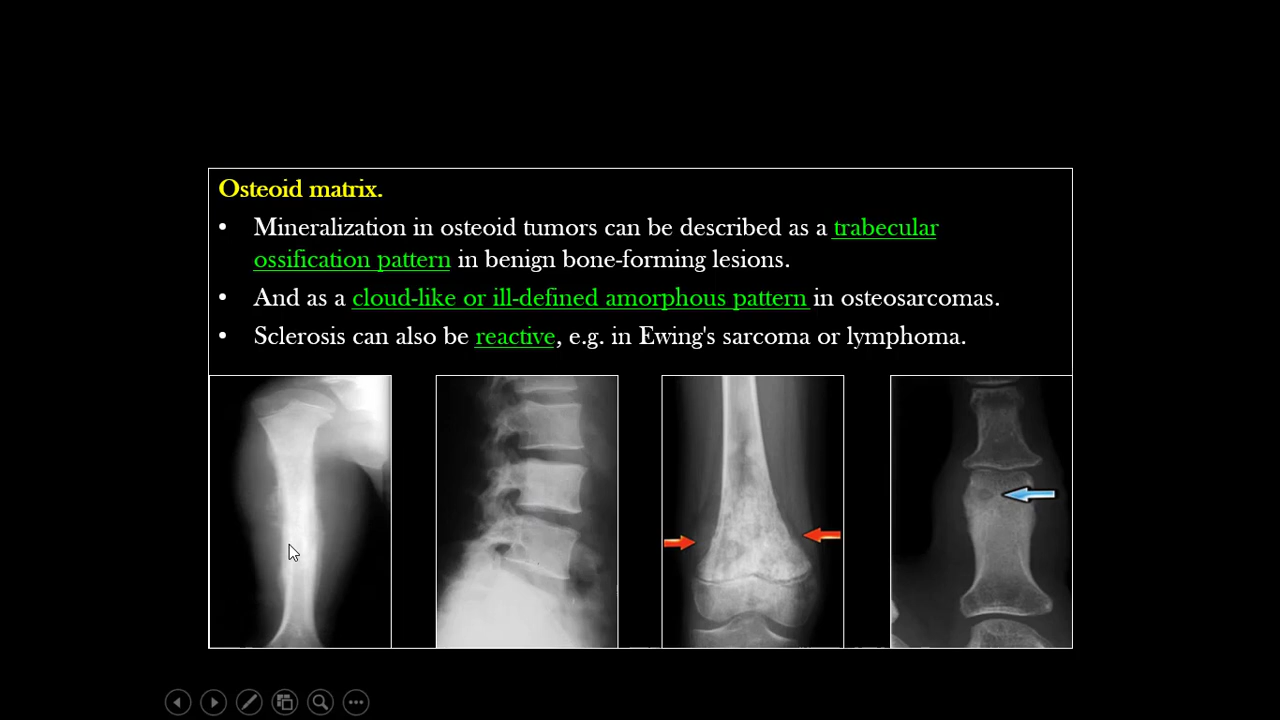 Osteoid matrix.
• Mineralization in osteoid tumors can be described as a trabecular
ossification pattern in benign bone-forming lesions.
• And as a cloud-like or ill-defined amorphous pattern in osteosarcomas.
• Sclerosis can also be reactive, e.g. in Ewing's sarcoma or lymphoma.